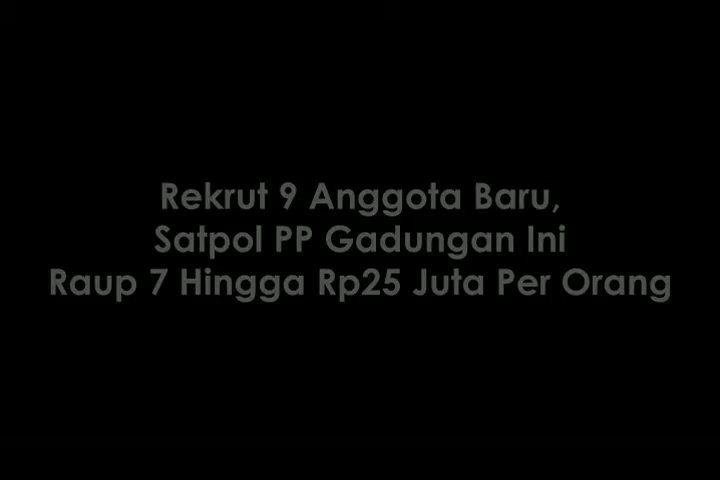 Rekrut 9 Anggota Baru,
Satpol PP Gadungan Ini
Raup 7 Hingga Rp25 Juta Per Orang